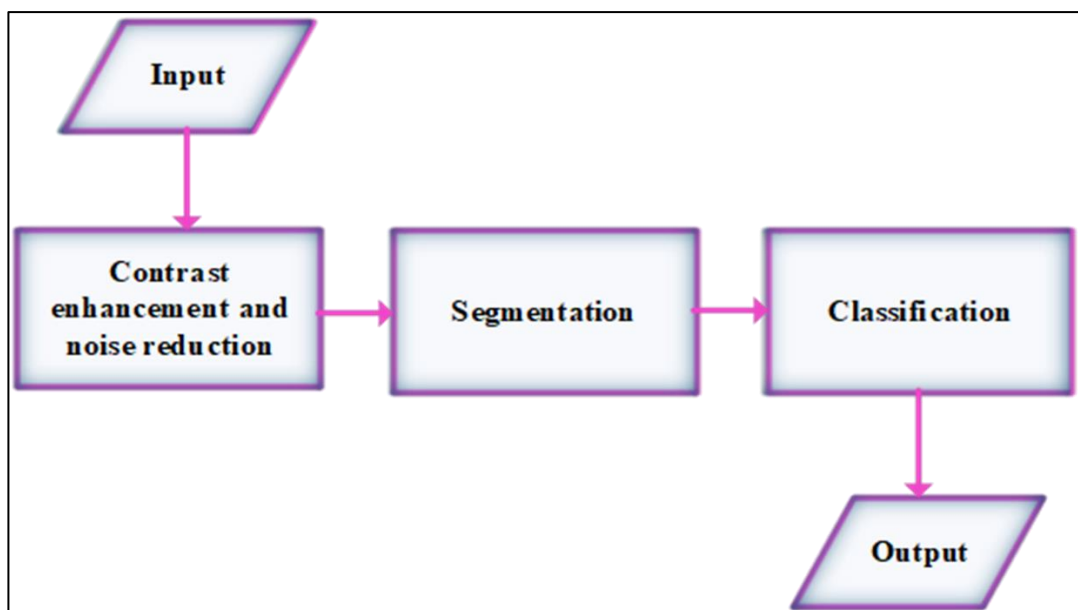 Input
Contrast
enhancement and
noise reduction
Segmentation
Classification
Output